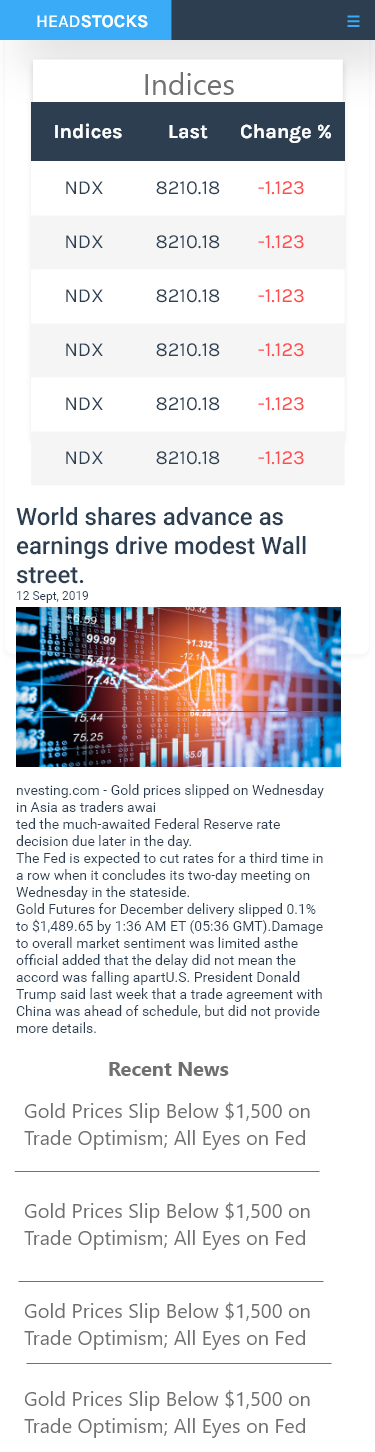 HEADSTOCKS
Indices
Indices Last Change %
NDX 8210.18 -1.123
NDX 8210.18 -1.123
NDX 8210.18 -1.123
NDX 8210.18 -1.123
NDX 8210.18 -1.123
NDX 8210.18 -1.123
World shares advance as
earnings drive modest Wall
street.
12 Sept, 2019
99.99
5.412
71.45
+1.332
-12.14
15.44
75.25
nvesting.com - Gold prices slipped on Wednesday
in Asia as traders awai
ted the much-awaited Federal Reserve rate
decision due later in the day.
The Fed is expected to cut rates for a third time in
a row when it concludes its two-day meeting on
Wednesday in the stateside.
Gold Futures for December delivery slipped 0.1%
to $1,489.65 by 1:36 AM ET (05:36 GMT).Damage
to overall market sentiment was limited asthe
official added that the delay did not mean the
accord was falling apartU.S. President Donald
Trump said last week that a trade agreement with
China was ahead of schedule, but did not provide
more details.
Recent News
Gold Prices Slip Below $1,500 on
Trade Optimism; All Eyes on Fed
Gold Prices Slip Below $1,500 on
Trade Optimism; All Eyes on Fed
Gold Prices Slip Below $1,500 on
Trade Optimism; All Eyes on Fed
Gold Prices Slip Below $1,500 on
Trade Optimism; All Eyes on Fed